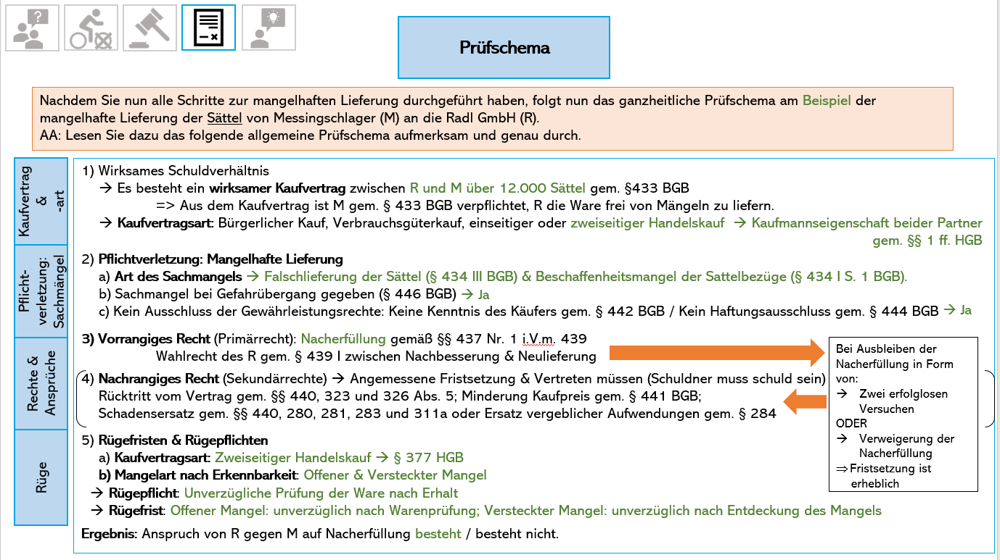 Prüfschema
Nachdem Sie nun alle Schritte zur mangelhaften Lieferung durchgeführt haben, folgt nun das ganzheitliche Prüfschema am Beispiel der
mangelhafte Lieferung der Sättel von Messingschlager (M) an die Radl GmbH (R).
AA: Lesen Sie dazu das folgende allgemeine Prüfschema aufmerksam und genau durch.
Kaufvertrag
&
-art
1) Wirksames Schuldverhältnis
→ Es besteht ein wirksamer Kaufvertrag zwischen R und M über 12.000 Sättel gem. §433 BGB
=> Aus dem Kaufvertrag ist M gem. § 433 BGB verpflichtet, R die Ware frei von Mängeln zu liefern.
→ Kaufvertragsart: Bürgerlicher Kauf, Verbrauchsgüterkauf, einseitiger oder zweiseitiger Handelskauf → Kaufmannseigenschaft beider Partner
gem. §§ 1 ff. HGB
Pflicht-
verletzung:
Sachmängel
2) Pflichtverletzung: Mangelhafte Lieferung
a) Art des Sachmangels → Falschlieferung der Sättel (§ 434 III BGB) & Beschaffenheitsmangel der Sattelbezüge (§ 434 I S. 1 BGB).
b) Sachmangel bei Gefahrübergang gegeben (§ 446 BGB) → Ja
c) Kein Ausschluss der Gewährleistungsrechte: Keine Kenntnis des Käufers gem. § 442 BGB / Kein Haftungsausschluss gem. § 444 BGB → Ja
Rechte &
Ansprüche
3) Vorrangiges Recht (Primärrecht): Nacherfüllung gemäß §§ 437 Nr. 1 i.V.m. 439
Wahlrecht des R gem. § 439 I zwischen Nachbesserung & Neulieferung
4) Nachrangiges Recht (Sekundärrechte) → Angemessene Fristsetzung & Vertreten müssen (Schuldner muss schuld sein)
Rücktritt vom Vertrag gem. §§ 440, 323 und 326 Abs. 5; Minderung Kaufpreis gem. § 441 BGB;
Schadensersatz gem. §§ 440, 280, 281, 283 und 311a oder Ersatz vergeblicher Aufwendungen gem. § 284
Bei Ausbleiben der
Nacherfüllung in Form
von:
→ Zwei erfolglosen
Versuchen
ODER
→ Verweigerung der
Nacherfüllung
⇒ Fristsetzung ist
erheblich
Rüge
5) Rügefristen & Rügepflichten
a) Kaufvertragsart: Zweiseitiger Handelskauf → § 377 HGB
b) Mangelart nach Erkennbarkeit: Offener & Versteckter Mangel
→ Rügepflicht: Unverzügliche Prüfung der Ware nach Erhalt
→ Rügefrist: Offener Mangel: unverzüglich nach Warenprüfung; Versteckter Mangel: unverzüglich nach Entdeckung des Mangels
Ergebnis: Anspruch von R gegen M auf Nacherfüllung besteht / besteht nicht.